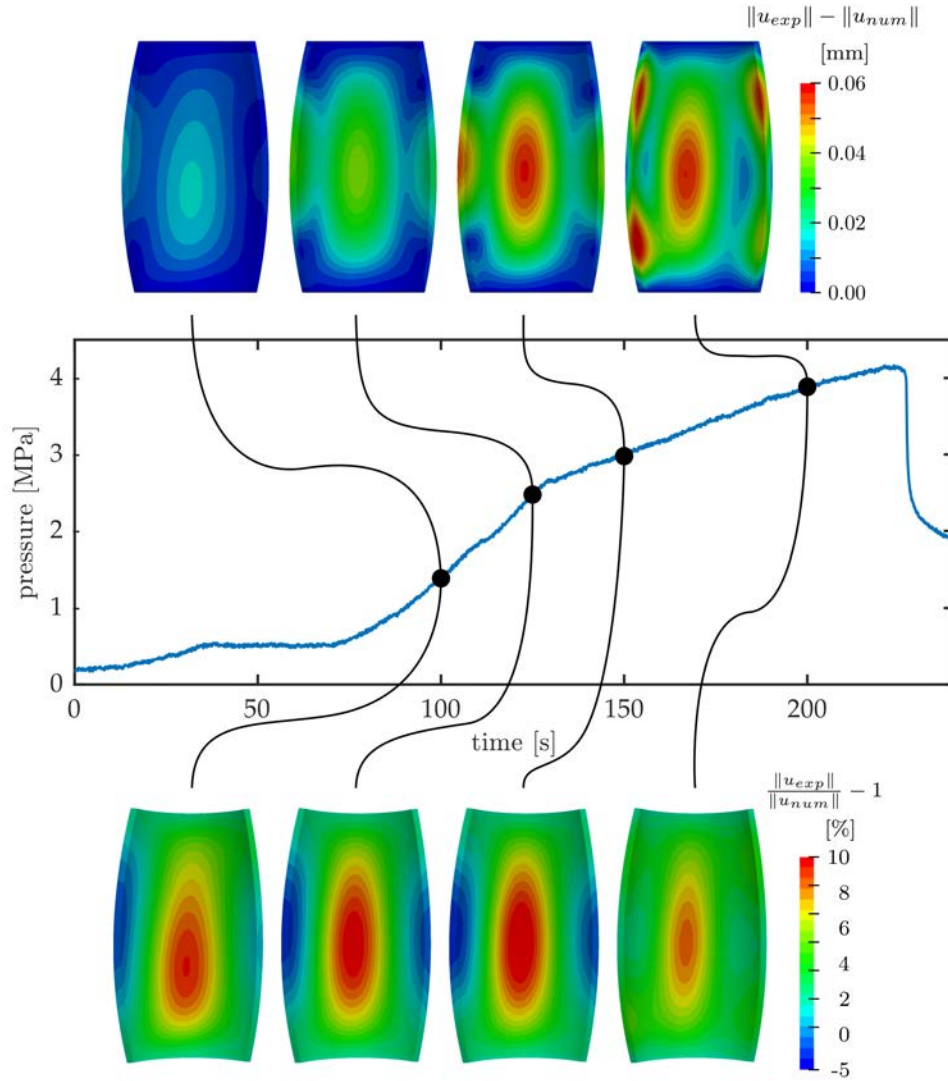 ‖u_exp‖ − ‖u_num‖
[mm]
0.06
0.04
0.02
0.00
pressure [MPa]
4
3
2
1
0
0 50 100 150 200
time [s]
‖u_exp‖
‖u_num‖ − 1
[%]
10
8
6
4
2
0
-5